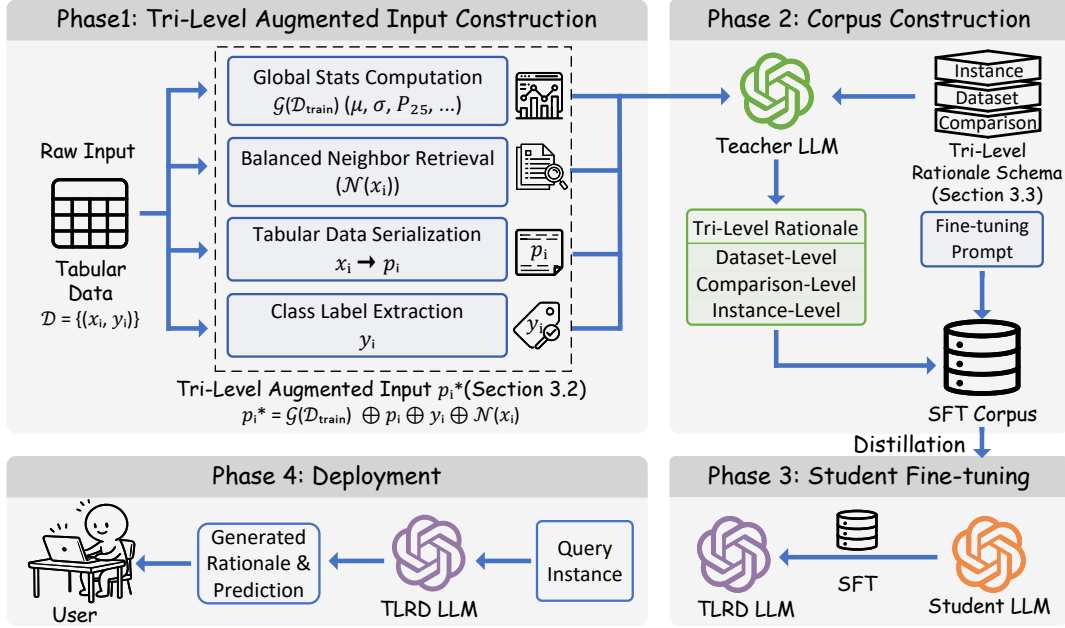 Phase1: Tri-Level Augmented Input Construction
Raw Input
Tabular
Data
𝒟 = {(xᵢ, yᵢ)}
Global Stats Computation
𝒢(𝒟train) (μ, σ, P₂₅, ...)
Balanced Neighbor Retrieval
(𝒩(xᵢ))
Tabular Data Serialization
xᵢ → pᵢ
pᵢ
Class Label Extraction
yᵢ
yᵢ
Tri-Level Augmented Input pᵢ*(Section 3.2)
pᵢ* = 𝒢(𝒟train) ⊕ pᵢ ⊕ yᵢ ⊕ 𝒩(xᵢ)
Phase 2: Corpus Construction
Teacher LLM
Instance
Dataset
Comparison
Tri-Level
Rationale Schema
(Section 3.3)
Tri-Level Rationale
Dataset-Level
Comparison-Level
Instance-Level
Fine-tuning
Prompt
SFT Corpus
Distillation
Phase 4: Deployment
User
Generated
Rationale &
Prediction
TLRD LLM
Query
Instance
Phase 3: Student Fine-tuning
TLRD LLM
SFT
Student LLM